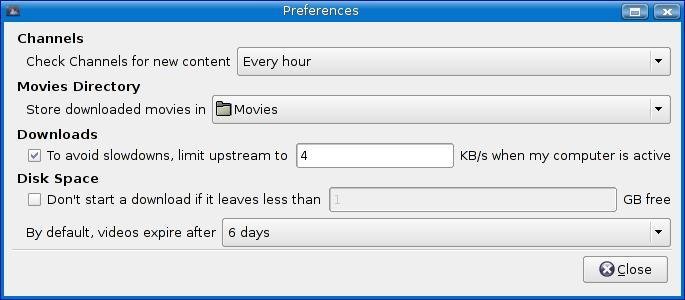 Preferences
Channels
Check Channels for new content Every hour
Movies Directory
Store downloaded movies in Movies
Downloads
To avoid slowdowns, limit upstream to 4 KB/s when my computer is active
Disk Space
Don't start a download if it leaves less than 1 GB free
By default, videos expire after 6 days
Close